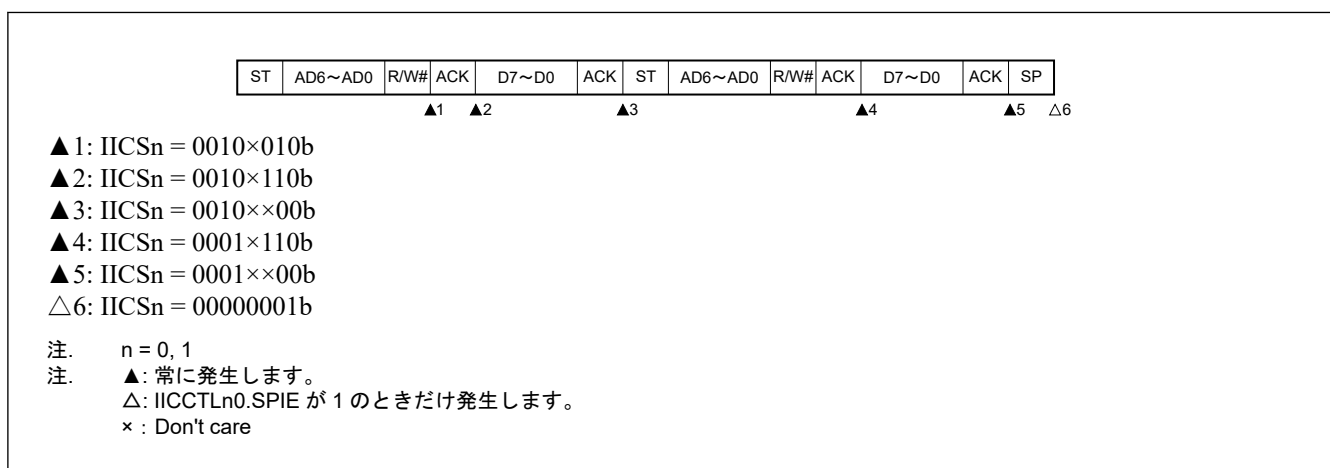 ST AD6～AD0 R/W# ACK D7～D0 ACK ST AD6～AD0 R/W# ACK D7～D0 ACK SP
▲1 ▲2 ▲3 ▲4 ▲5 △6
▲1: IICSn = 0010×010b
▲2: IICSn = 0010×110b
▲3: IICSn = 0010××00b
▲4: IICSn = 0001×110b
▲5: IICSn = 0001××00b
△6: IICSn = 00000001b
注. n = 0, 1
注. ▲: 常に発生します。
△: IICCTLn0.SPIE が 1 のときだけ発生します。
×：Don't care